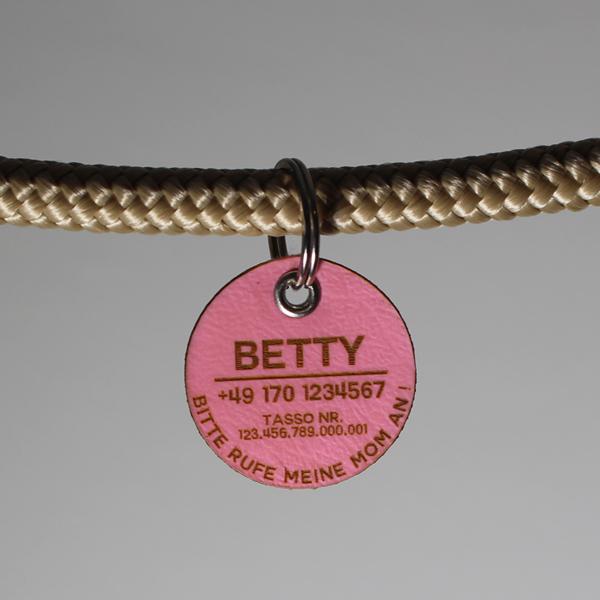 BETTY
+49 170 1234567
TASSO NR.
123.456.789.000.001
BITTE RUFE MEINE MOM AN !